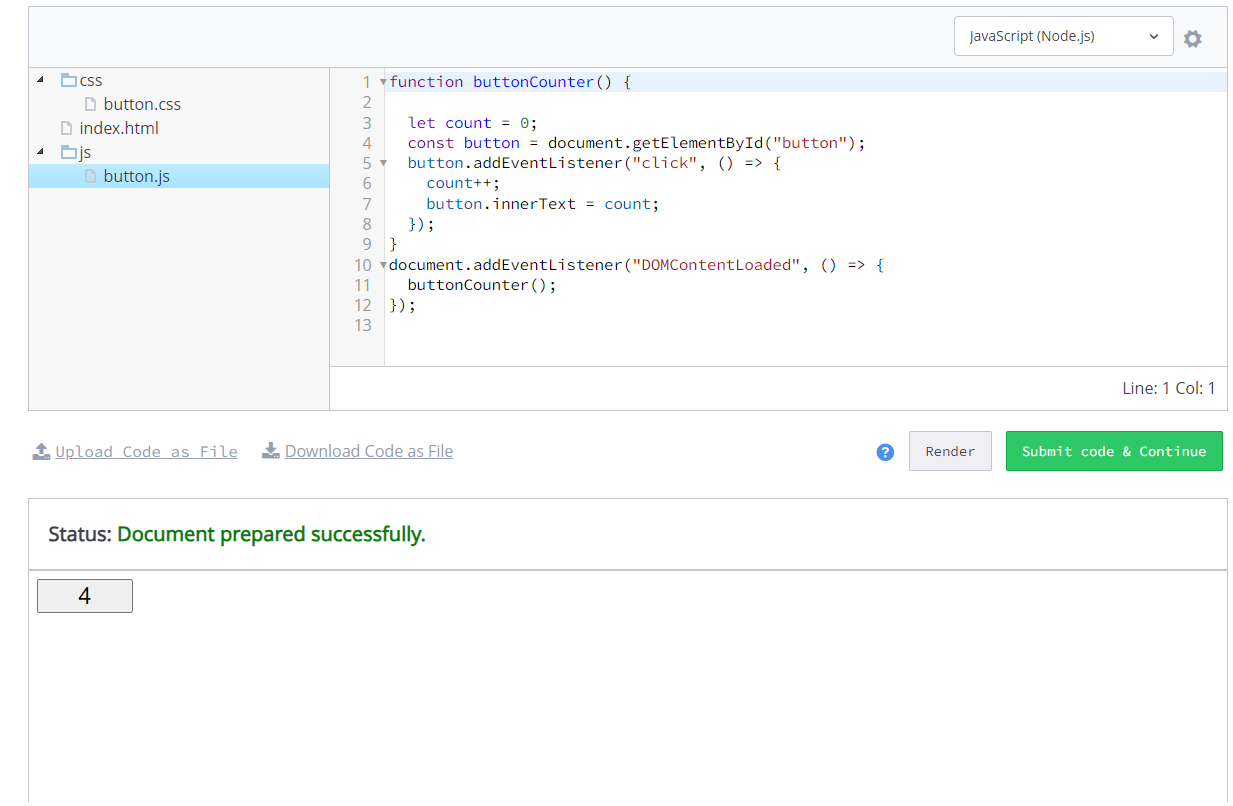 JavaScript (Node.js)
css
button.css
index.html
js
button.js
1 function buttonCounter() {
2
3   let count = 0;
4   const button = document.getElementById("button");
5   button.addEventListener("click", () => {
6     count++;
7     button.innerText = count;
8   });
9 }
10 document.addEventListener("DOMContentLoaded", () => {
11   buttonCounter();
12 });
13
Line: 1 Col: 1
Upload Code as File Download Code as File ? Render Submit code & Continue
Status: Document prepared successfully.
4